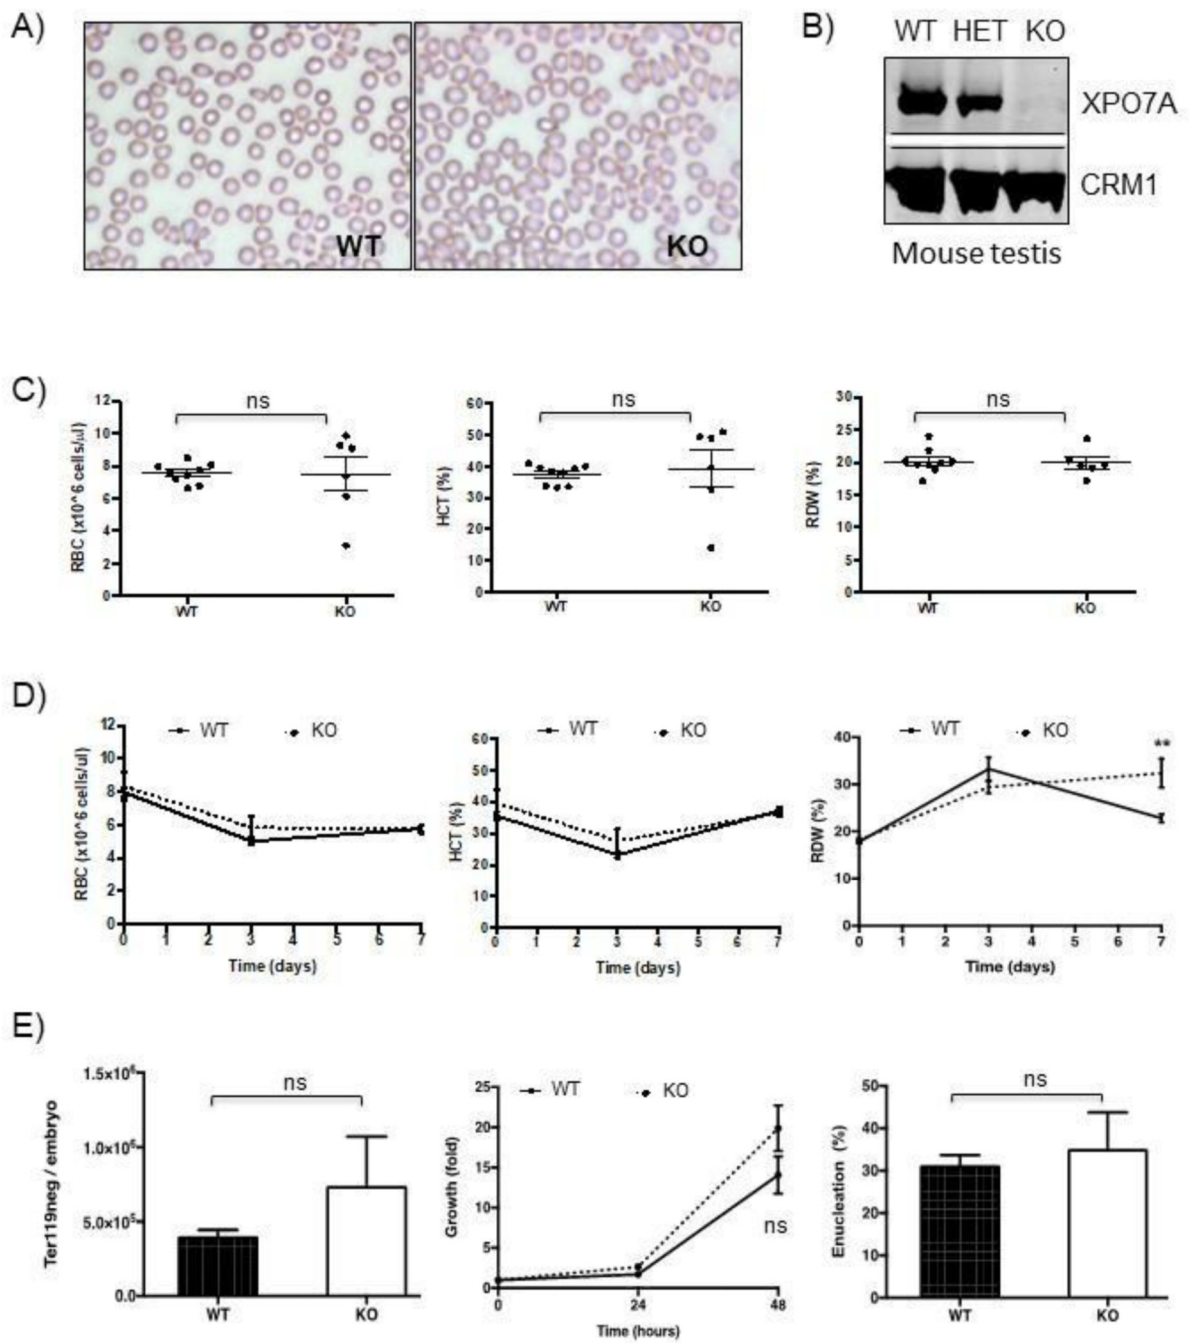 A)
WT
KO
B)
WT HET KO
XPO7A
CRM1
Mouse testis
C)
RBC (x10^6 cells/µl)
12
10
8
6
4
2
0
ns
WT
KO
HCT (%)
60
50
40
30
20
10
0
ns
WT
KO
RDW (%)
30
25
20
15
10
5
0
ns
WT
KO
D)
RBC (x10^6 cells/ul)
12
10
8
6
4
2
0
WT KO
0 1 2 3 4 5 6 7
Time (days)
HCT (%)
60
50
40
30
20
10
0
WT KO
0 1 2 3 4 5 6 7
Time (days)
RDW (%)
40
30
20
10
0
WT KO
**
0 1 2 3 4 5 6 7
Time (days)
E)
Ter119neg / embryo
1.5×10^6
1.0×10^6
5.0×10^5
0.0
ns
WT
KO
Growth (fold)
25
20
15
10
5
0
WT KO
ns
0 24 48
Time (hours)
Enucleation (%)
50
40
30
20
10
0
ns
WT
KO